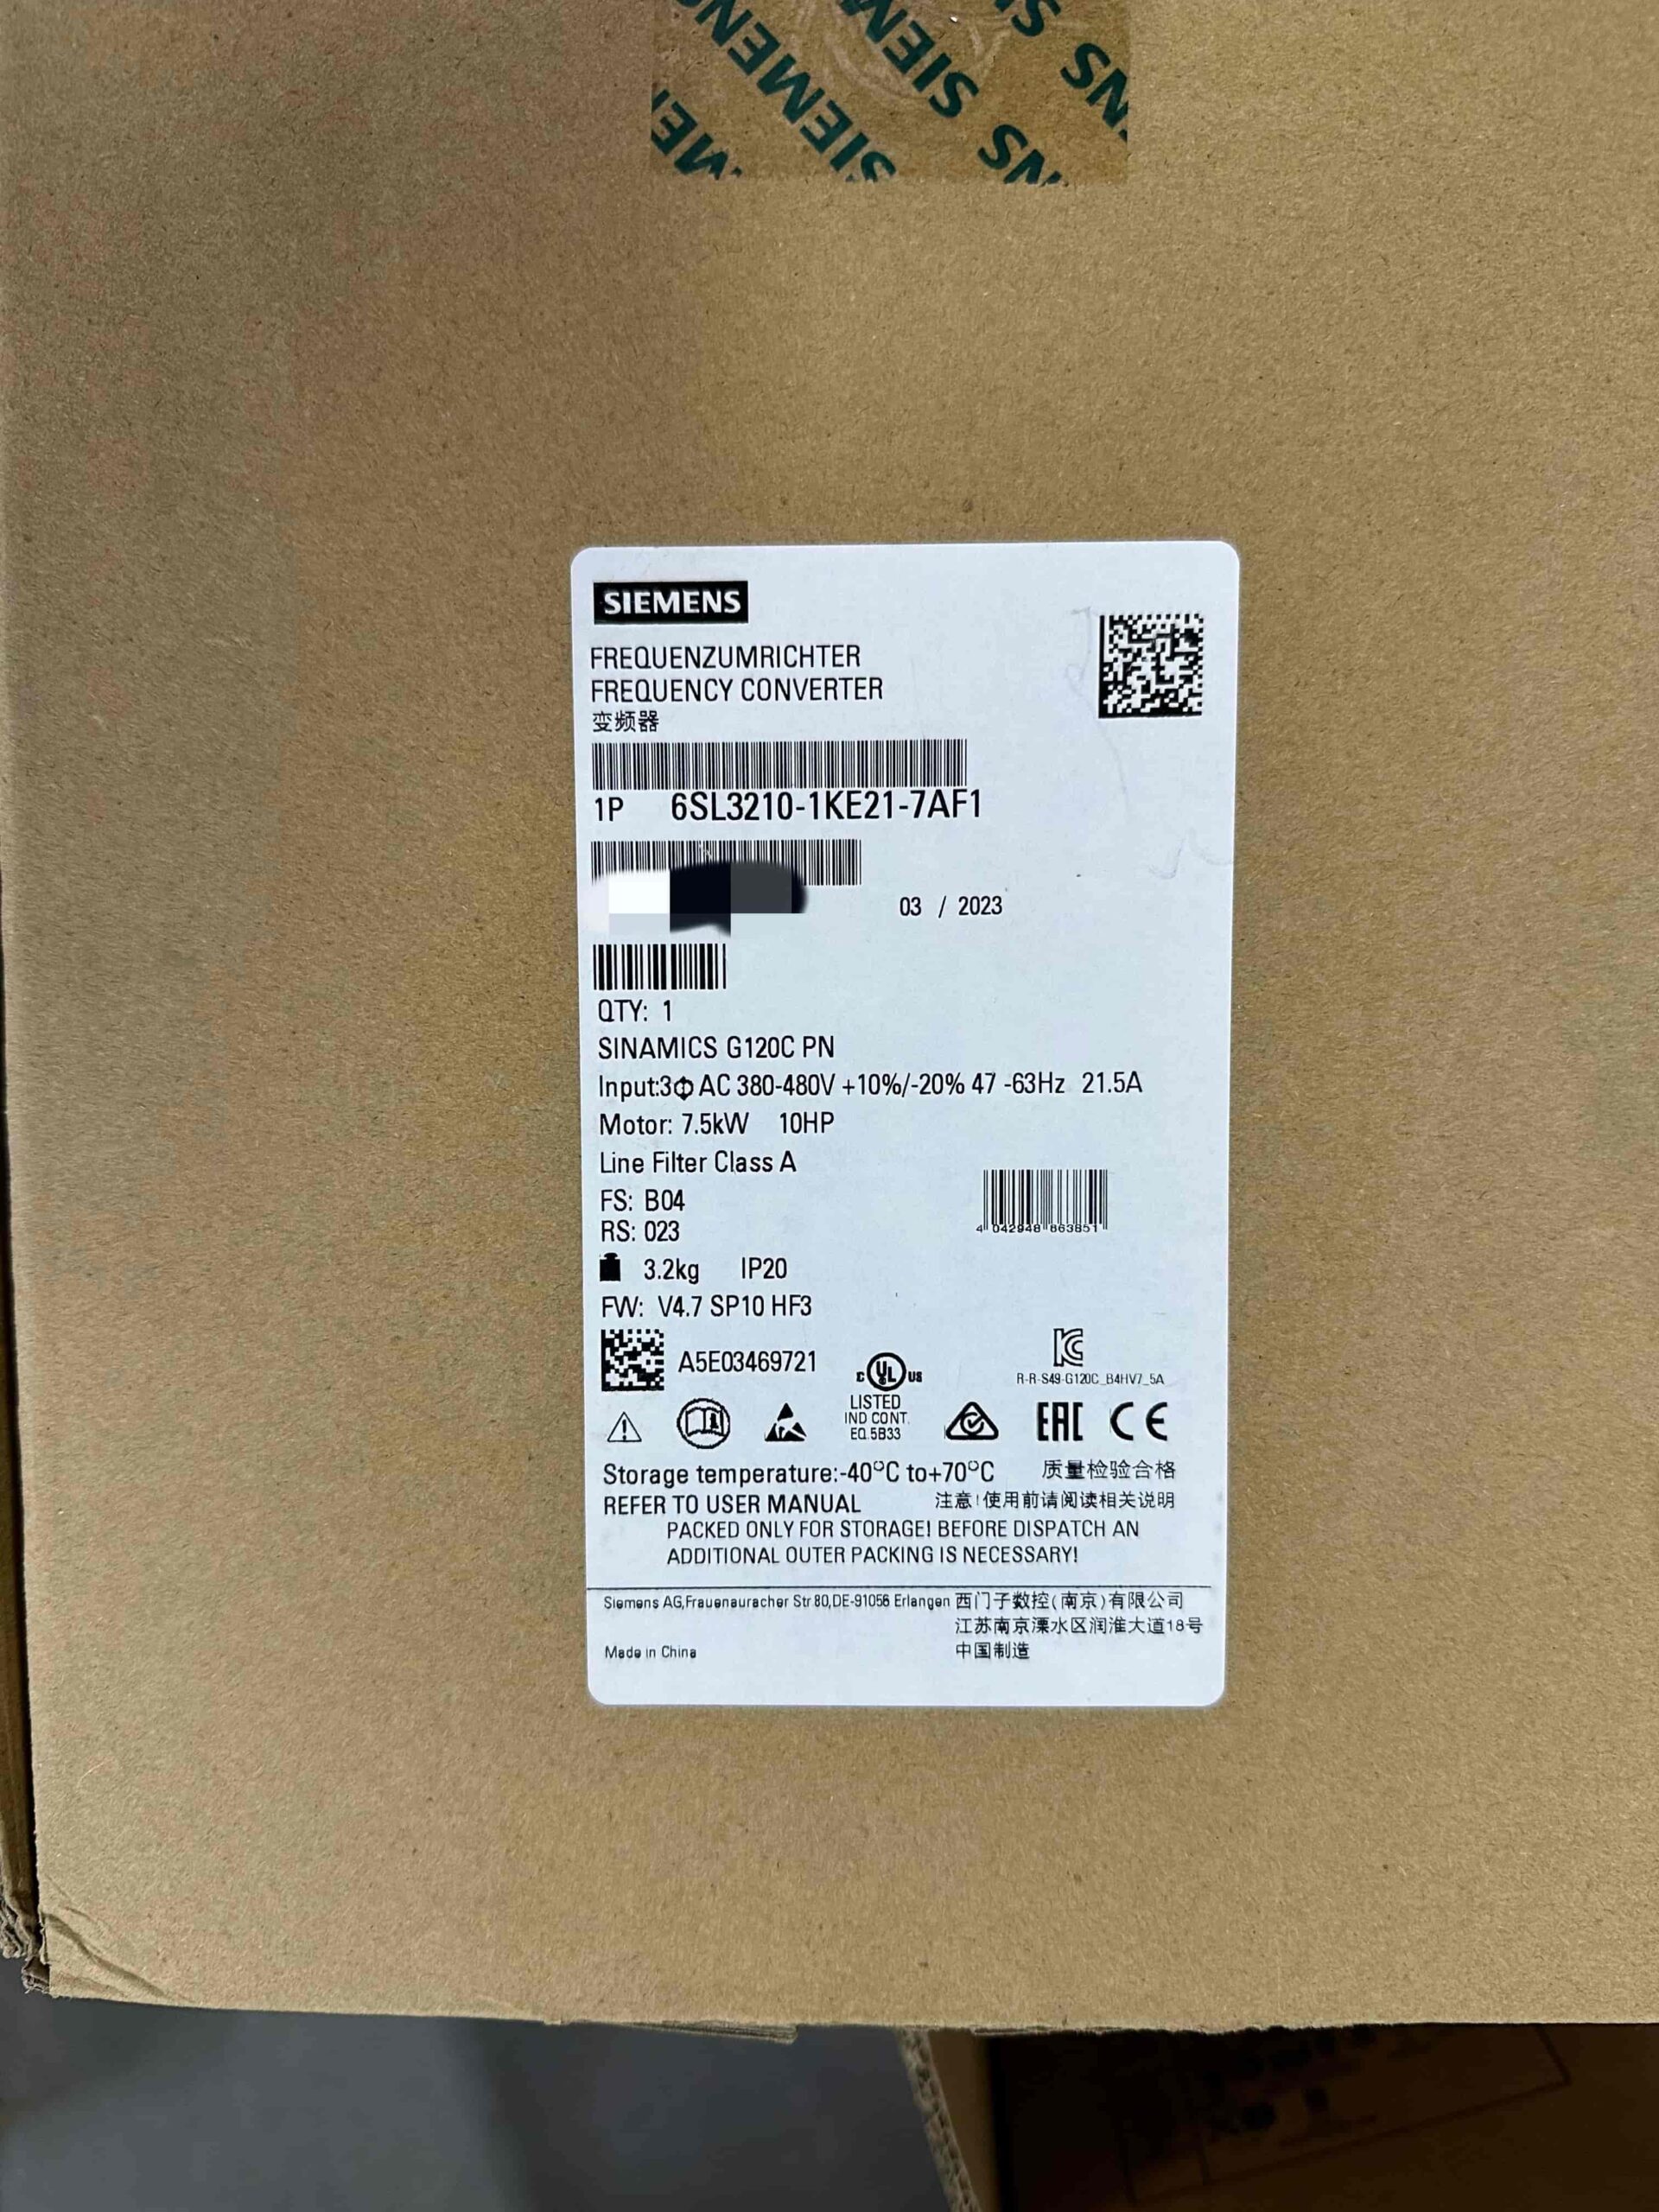 SIEMENS
SIEMENS
SIEMENS
FREQUENZUMRICHTER
FREQUENCY CONVERTER
变频器
1P 6SL3210-1KE21-7AF1
03 / 2023
QTY: 1
SINAMICS G120C PN
Input:3Φ AC 380-480V +10%/-20% 47 -63Hz 21.5A
Motor: 7.5kW 10HP
Line Filter Class A
FS: B04
RS: 023
4 042948 863851
3.2kg IP20
FW: V4.7 SP10 HF3
A5E03469721
c UL US
LISTED
IND CONT.
EQ.5B33
R-R-S49-G120C_B4HV7_5A
EAC CE
Storage temperature:-40°C to+70°C 质量检验合格
REFER TO USER MANUAL 注意!使用前请阅读相关说明
PACKED ONLY FOR STORAGE! BEFORE DISPATCH AN
ADDITIONAL OUTER PACKING IS NECESSARY!
Siemens AG,Frauenauracher Str 80,DE-91056 Erlangen 西门子数控(南京)有限公司
江苏南京溧水区润淮大道18号
Made in China 中国制造